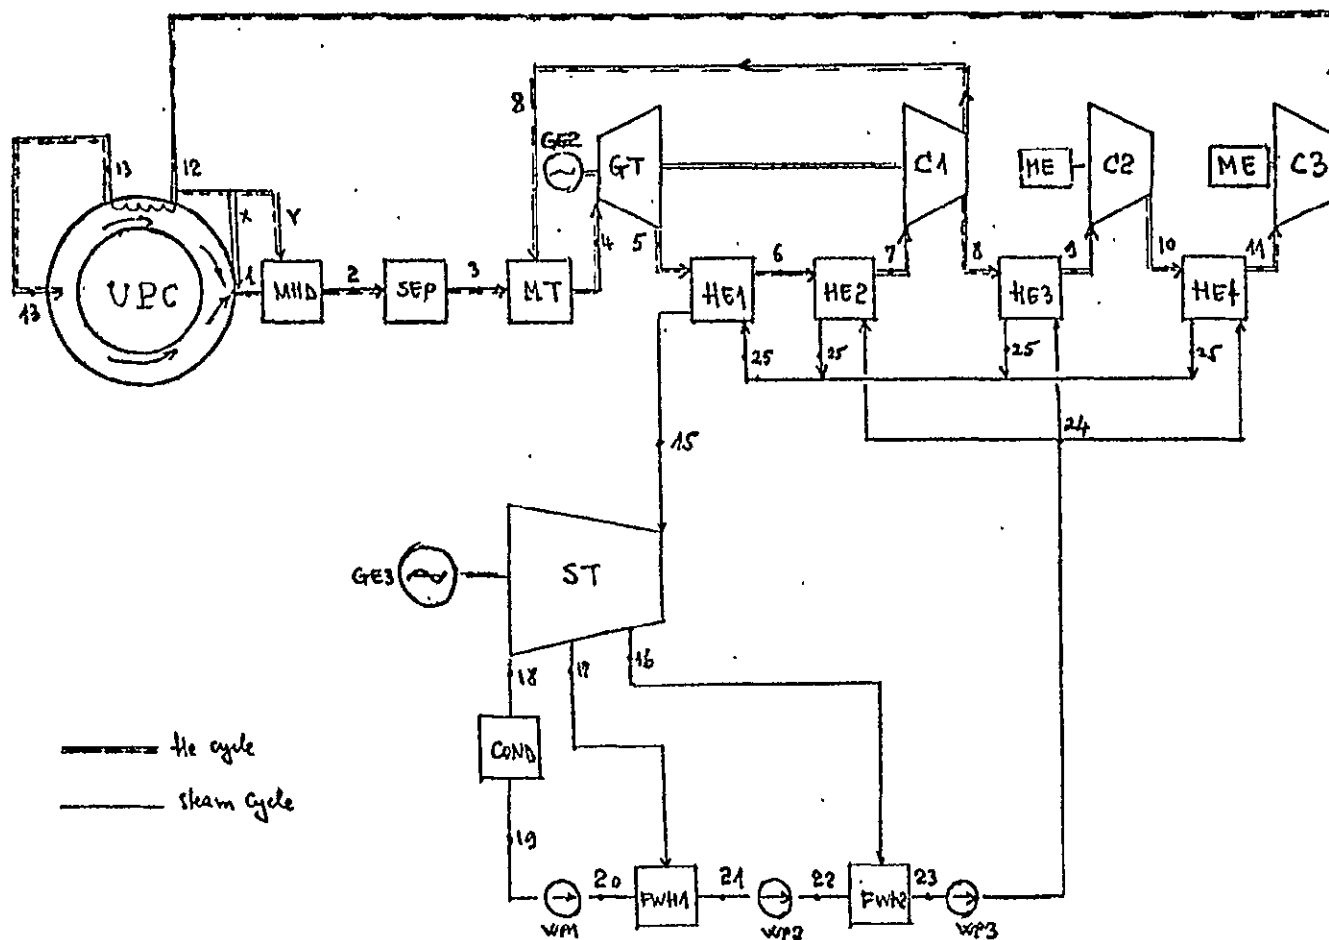 13
12
8
GE2
GT
C1
ME
C2
ME
C3
X
Y
4
5
6
7
8
9
10
11
13
UPC
1
MHD
2
SEP
3
MT
HE1
HE2
HE3
HE4
25
25
25
25
15
24
GE3
ST
18
17
16
COND
He cycle
Steam Cycle
19
20
FWH1
21
22
FWH2
23
WP1
WP2
WP3